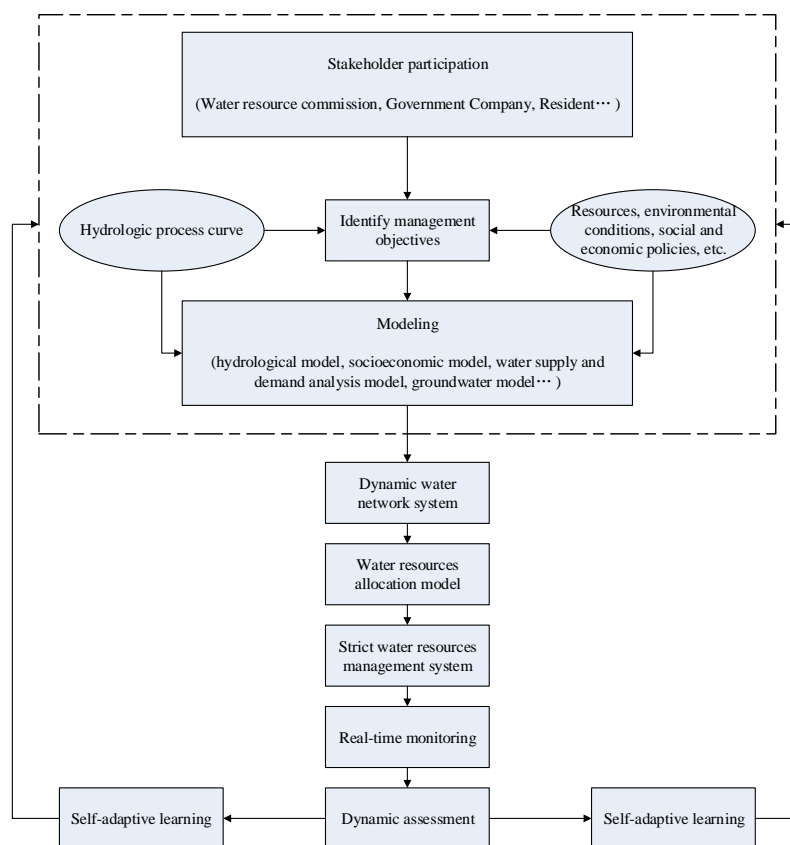 Stakeholder participation
(Water resource commission, Government Company, Resident··· )
Hydrologic process curve
Identify management
objectives
Resources, environmental
conditions, social and
economic policies, etc.
Modeling
(hydrological model, socioeconomic model, water supply and
demand analysis model, groundwater model··· )
Dynamic water
network system
Water resources
allocation model
Strict water resources
management system
Real-time monitoring
Self-adaptive learning
Dynamic assessment
Self-adaptive learning